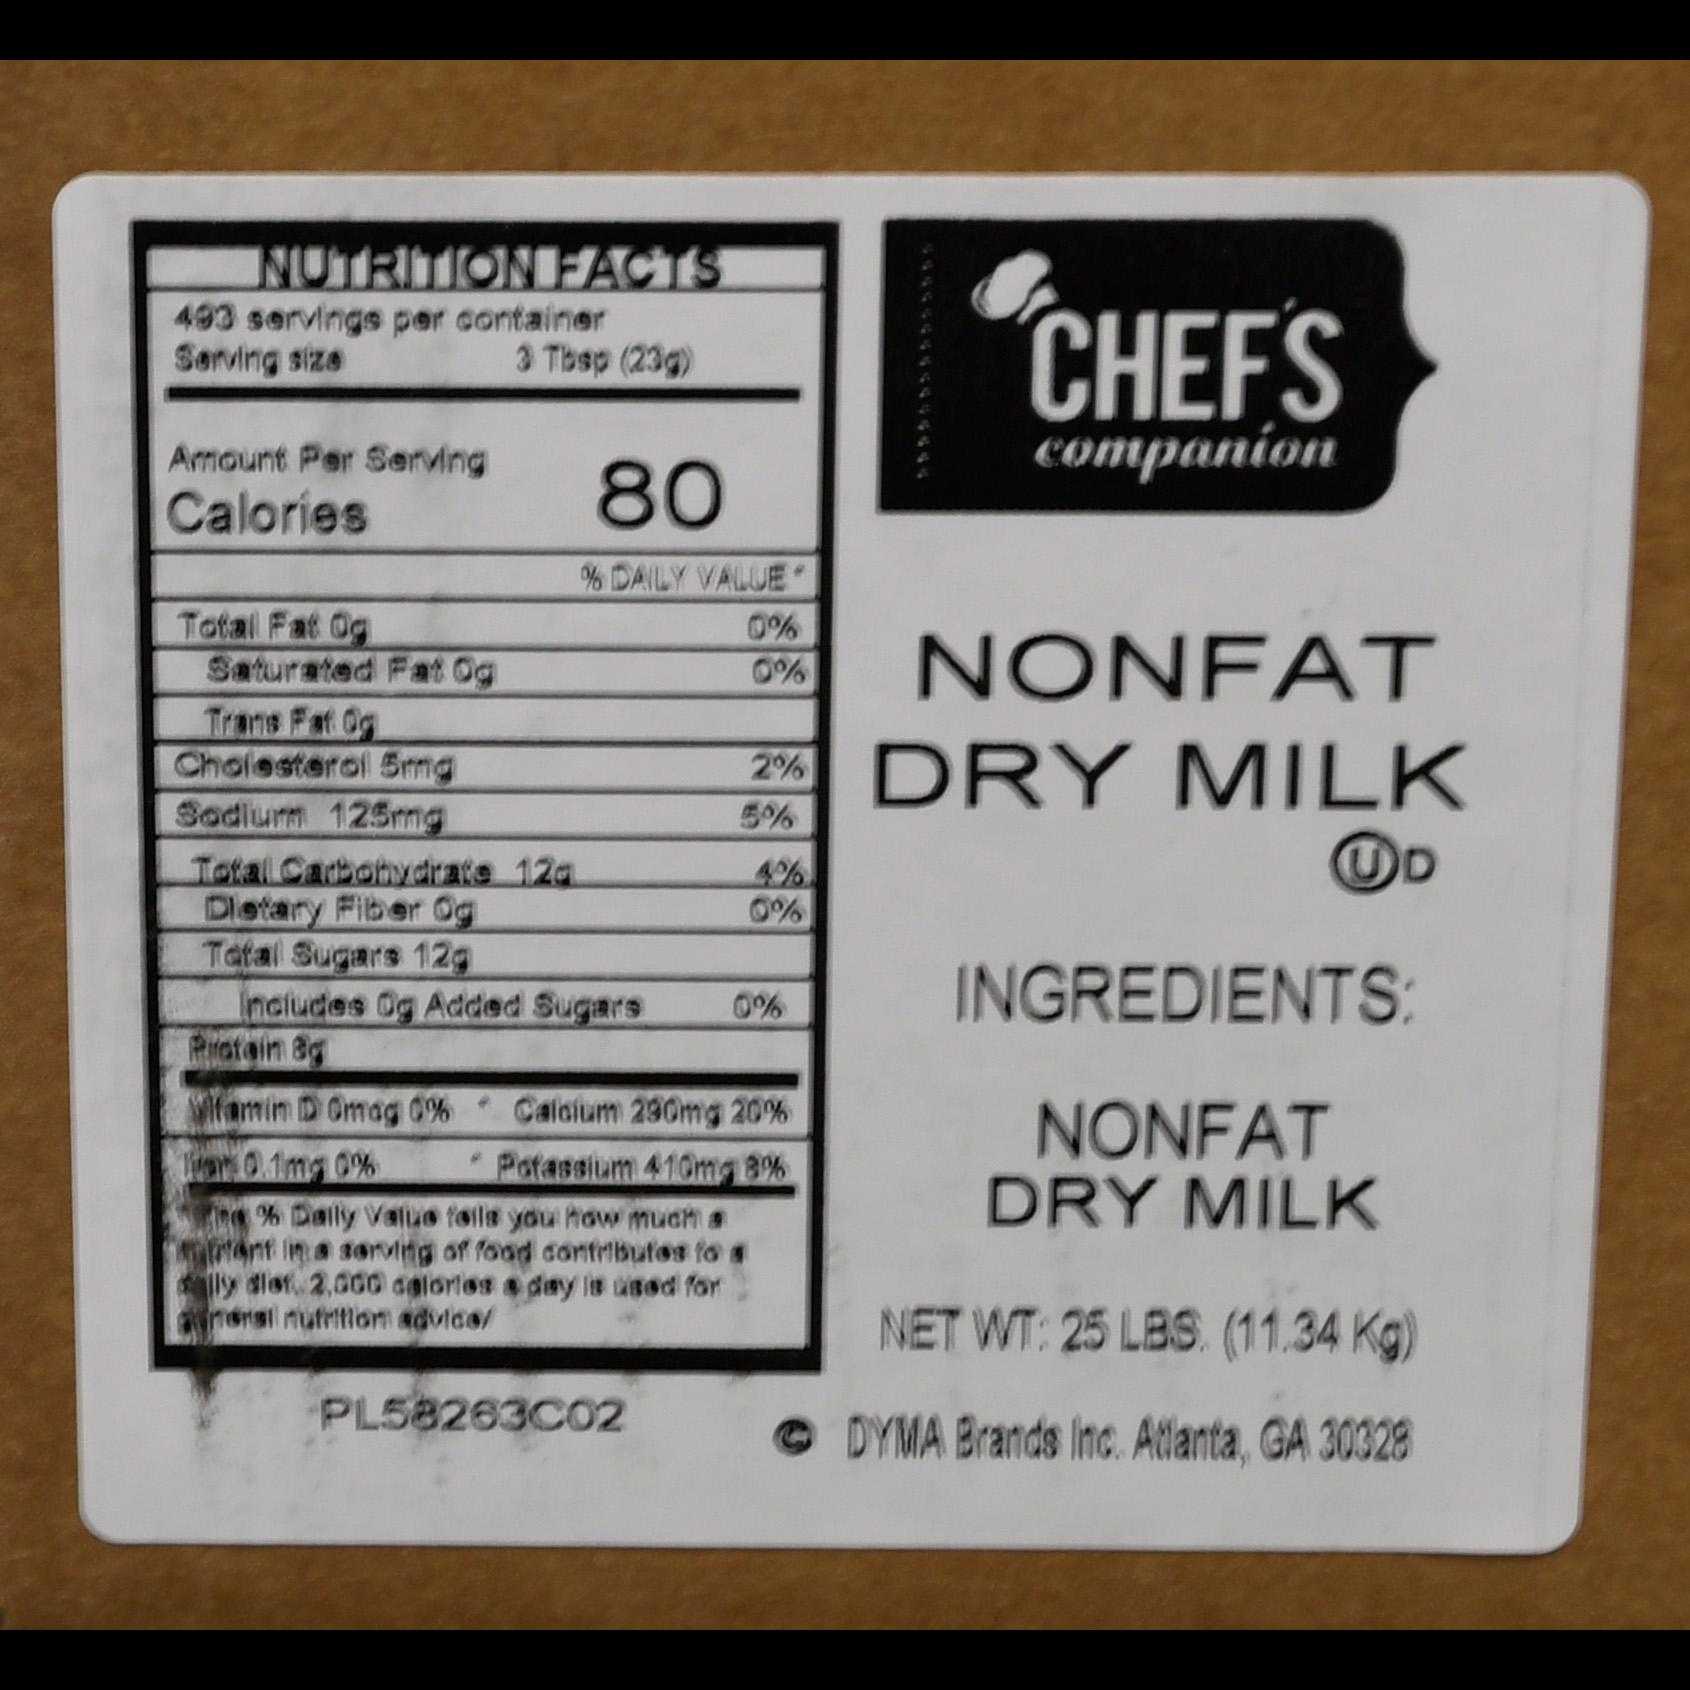 NUTRITION FACTS
493 servings per container
Serving size 3 Tbsp (23g)
Amount Per Serving
Calories 80
% DAILY VALUE*
Total Fat 0g 0%
Saturated Fat 0g 0%
Trans Fat 0g
Cholesterol 5mg 2%
Sodium 125mg 5%
Total Carbohydrate 12g 4%
Dietary Fiber 0g 0%
Total Sugars 12g
Includes 0g Added Sugars 0%
Protein 8g
Vitamin D 0mcg 0% * Calcium 290mg 20%
Iron 0.1mg 0% * Potassium 410mg 8%
The % Daily Value tells you how much a
nutrient in a serving of food contributes to a
daily diet. 2,000 calories a day is used for
general nutrition advice/
PL58263C02
CHEF'S
companion
NONFAT
DRY MILK
U D
INGREDIENTS:
NONFAT
DRY MILK
NET WT: 25 LBS. (11.34 Kg)
© DYMA Brands Inc. Atlanta, GA 30328